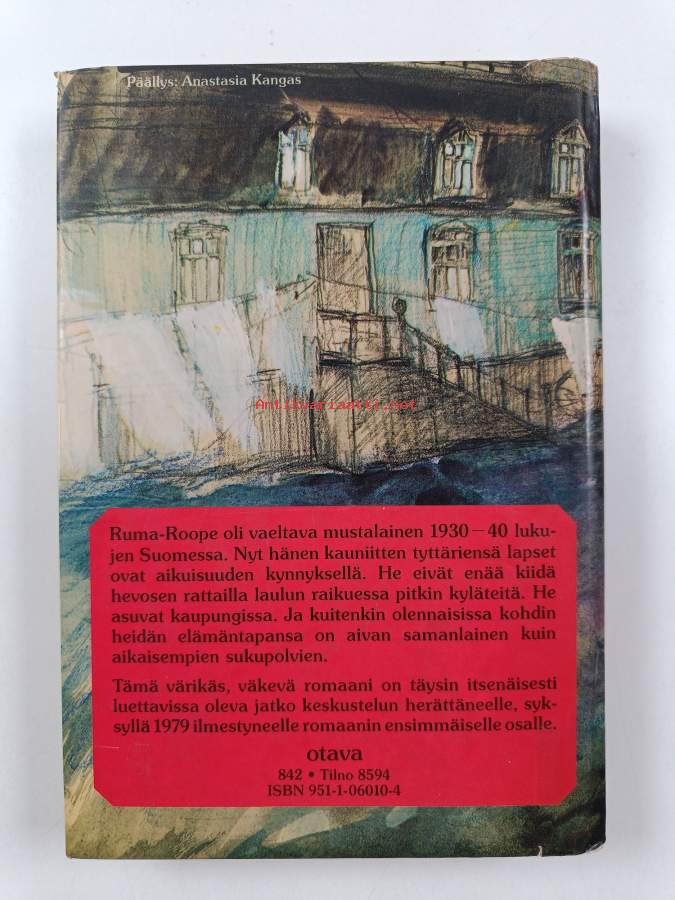 Päällys: Anastasia Kangas
Antikvariaatti.net
Ruma-Roope oli vaeltava mustalainen 1930—40 luku-
jen Suomessa. Nyt hänen kauniitten tyttäriensä lapset
ovat aikuisuuden kynnyksellä. He eivät enää kiidä
hevosen rattailla laulun raikuessa pitkin kyläteitä. He
asuvat kaupungissa. Ja kuitenkin olennaisissa kohdin
heidän elämäntapansa on aivan samanlainen kuin
aikaisempien sukupolvien.
Tämä värikäs, väkevä romaani on täysin itsenäisesti
luettavissa oleva jatko keskustelun herättäneelle, syk-
syllä 1979 ilmestyneelle romaanin ensimmäiselle osalle.
otava
842 • Tilno 8594
ISBN 951-1-06010-4